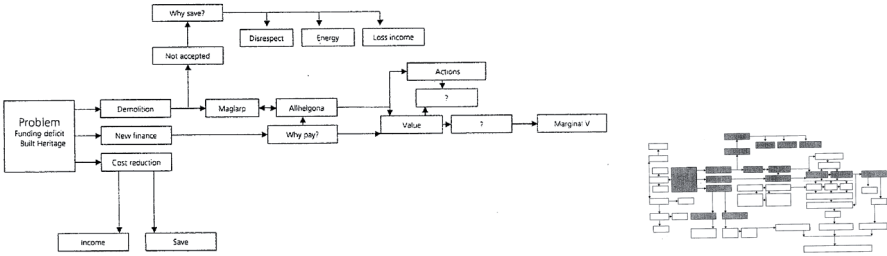 Why save?
Disrespect
Energy
Loss income
Not accepted
Actions
?
Problem
Funding deficit
Built Heritage
Demolition
Maglarp
Allhelgona
New finance
Why pay?
Value
?
Marginal V
Cost reduction
Income
Save